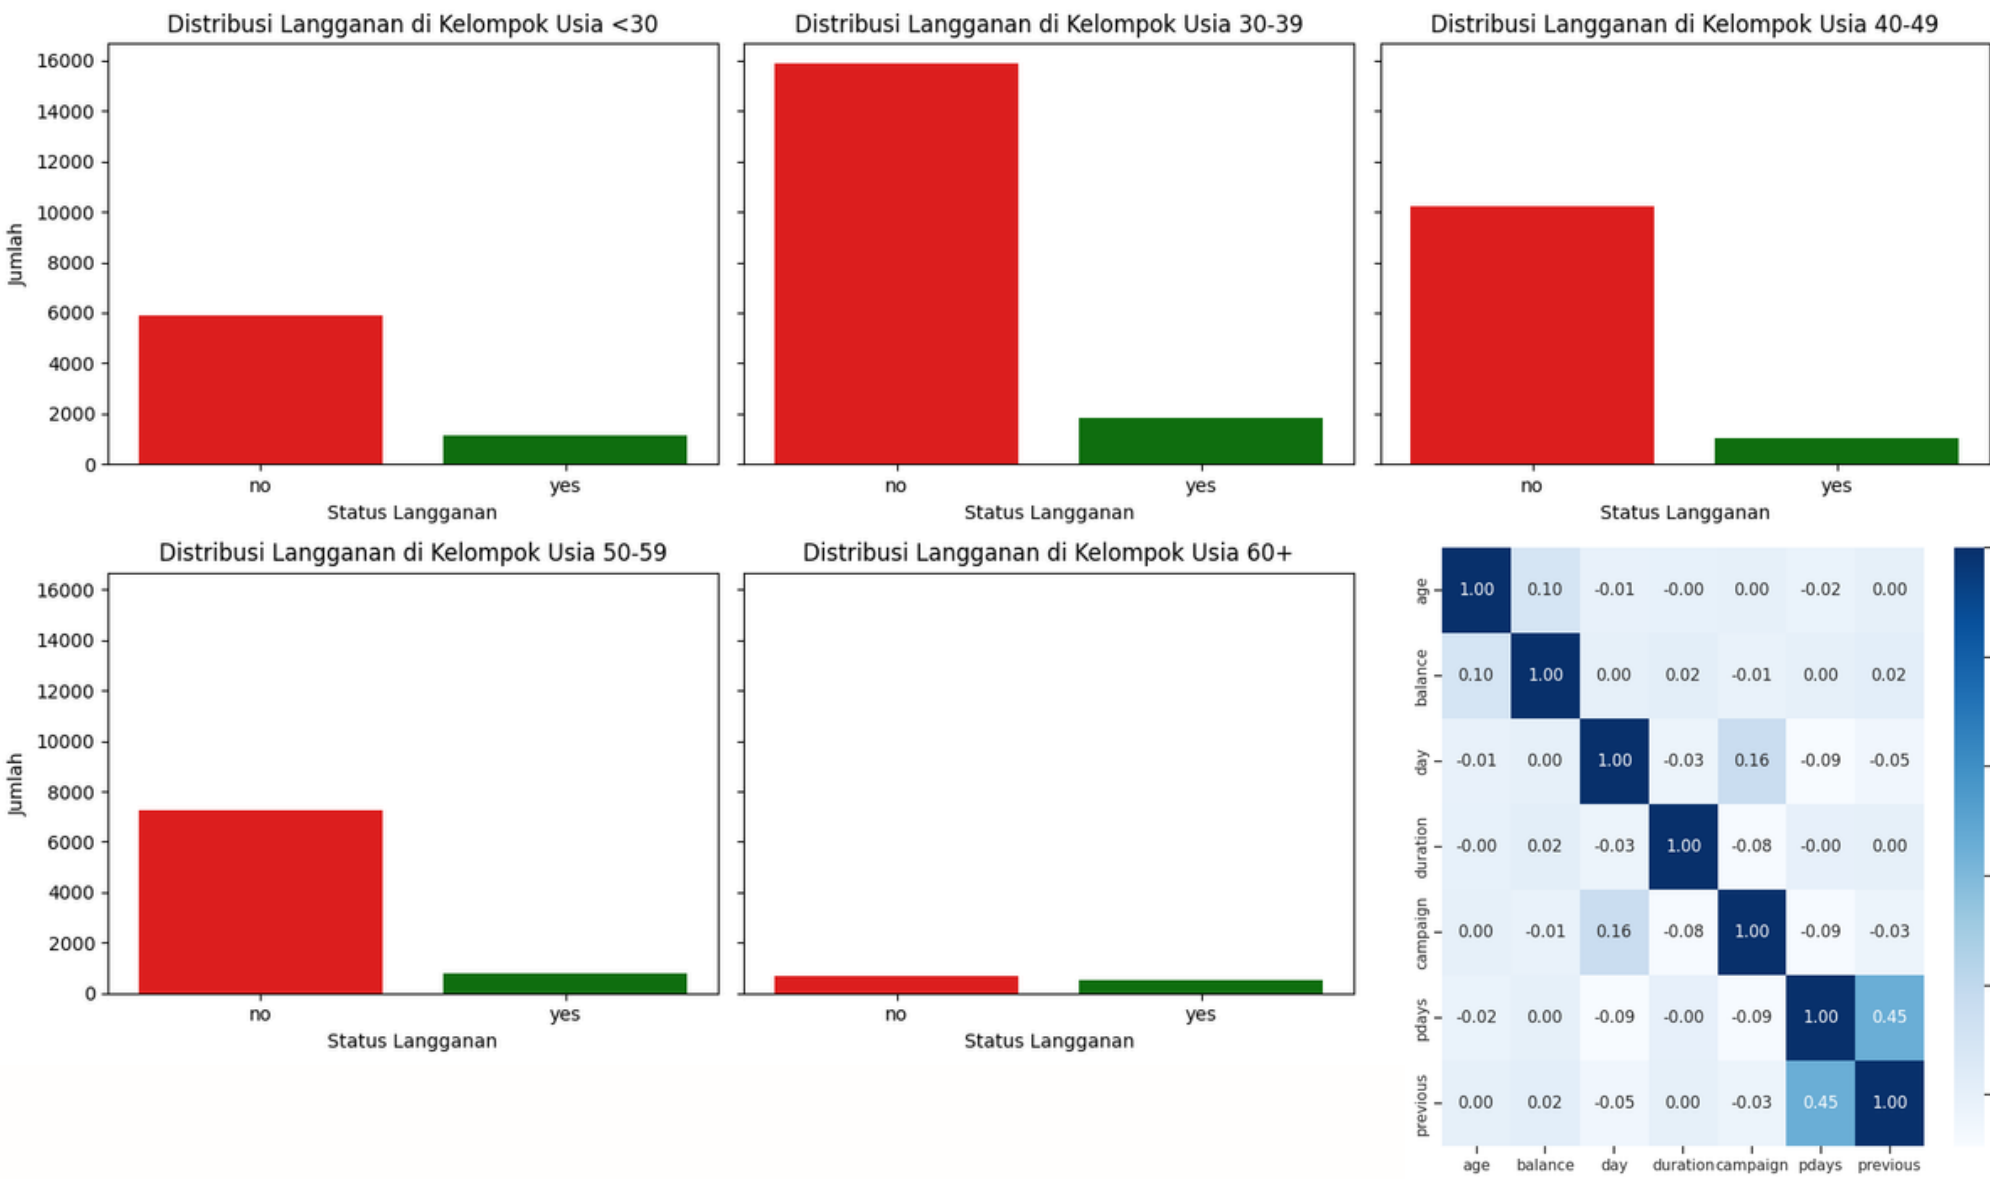 Distribusi Langganan di Kelompok Usia <30
Jumlah
16000
14000
12000
10000
8000
6000
4000
2000
0
no yes
Status Langganan
Distribusi Langganan di Kelompok Usia 30-39
no yes
Status Langganan
Distribusi Langganan di Kelompok Usia 40-49
no yes
Status Langganan
Distribusi Langganan di Kelompok Usia 50-59
Jumlah
16000
14000
12000
10000
8000
6000
4000
2000
0
no yes
Status Langganan
Distribusi Langganan di Kelompok Usia 60+
no yes
Status Langganan
age 1.00 0.10 -0.01 -0.00 0.00 -0.02 0.00
balance 0.10 1.00 0.00 0.02 -0.01 0.00 0.02
day -0.01 0.00 1.00 -0.03 0.16 -0.09 -0.05
duration -0.00 0.02 -0.03 1.00 -0.08 -0.00 0.00
campaign 0.00 -0.01 0.16 -0.08 1.00 -0.09 -0.03
pdays -0.02 0.00 -0.09 -0.00 -0.09 1.00 0.45
previous 0.00 0.02 -0.05 0.00 -0.03 0.45 1.00
age balance day duration campaign pdays previous